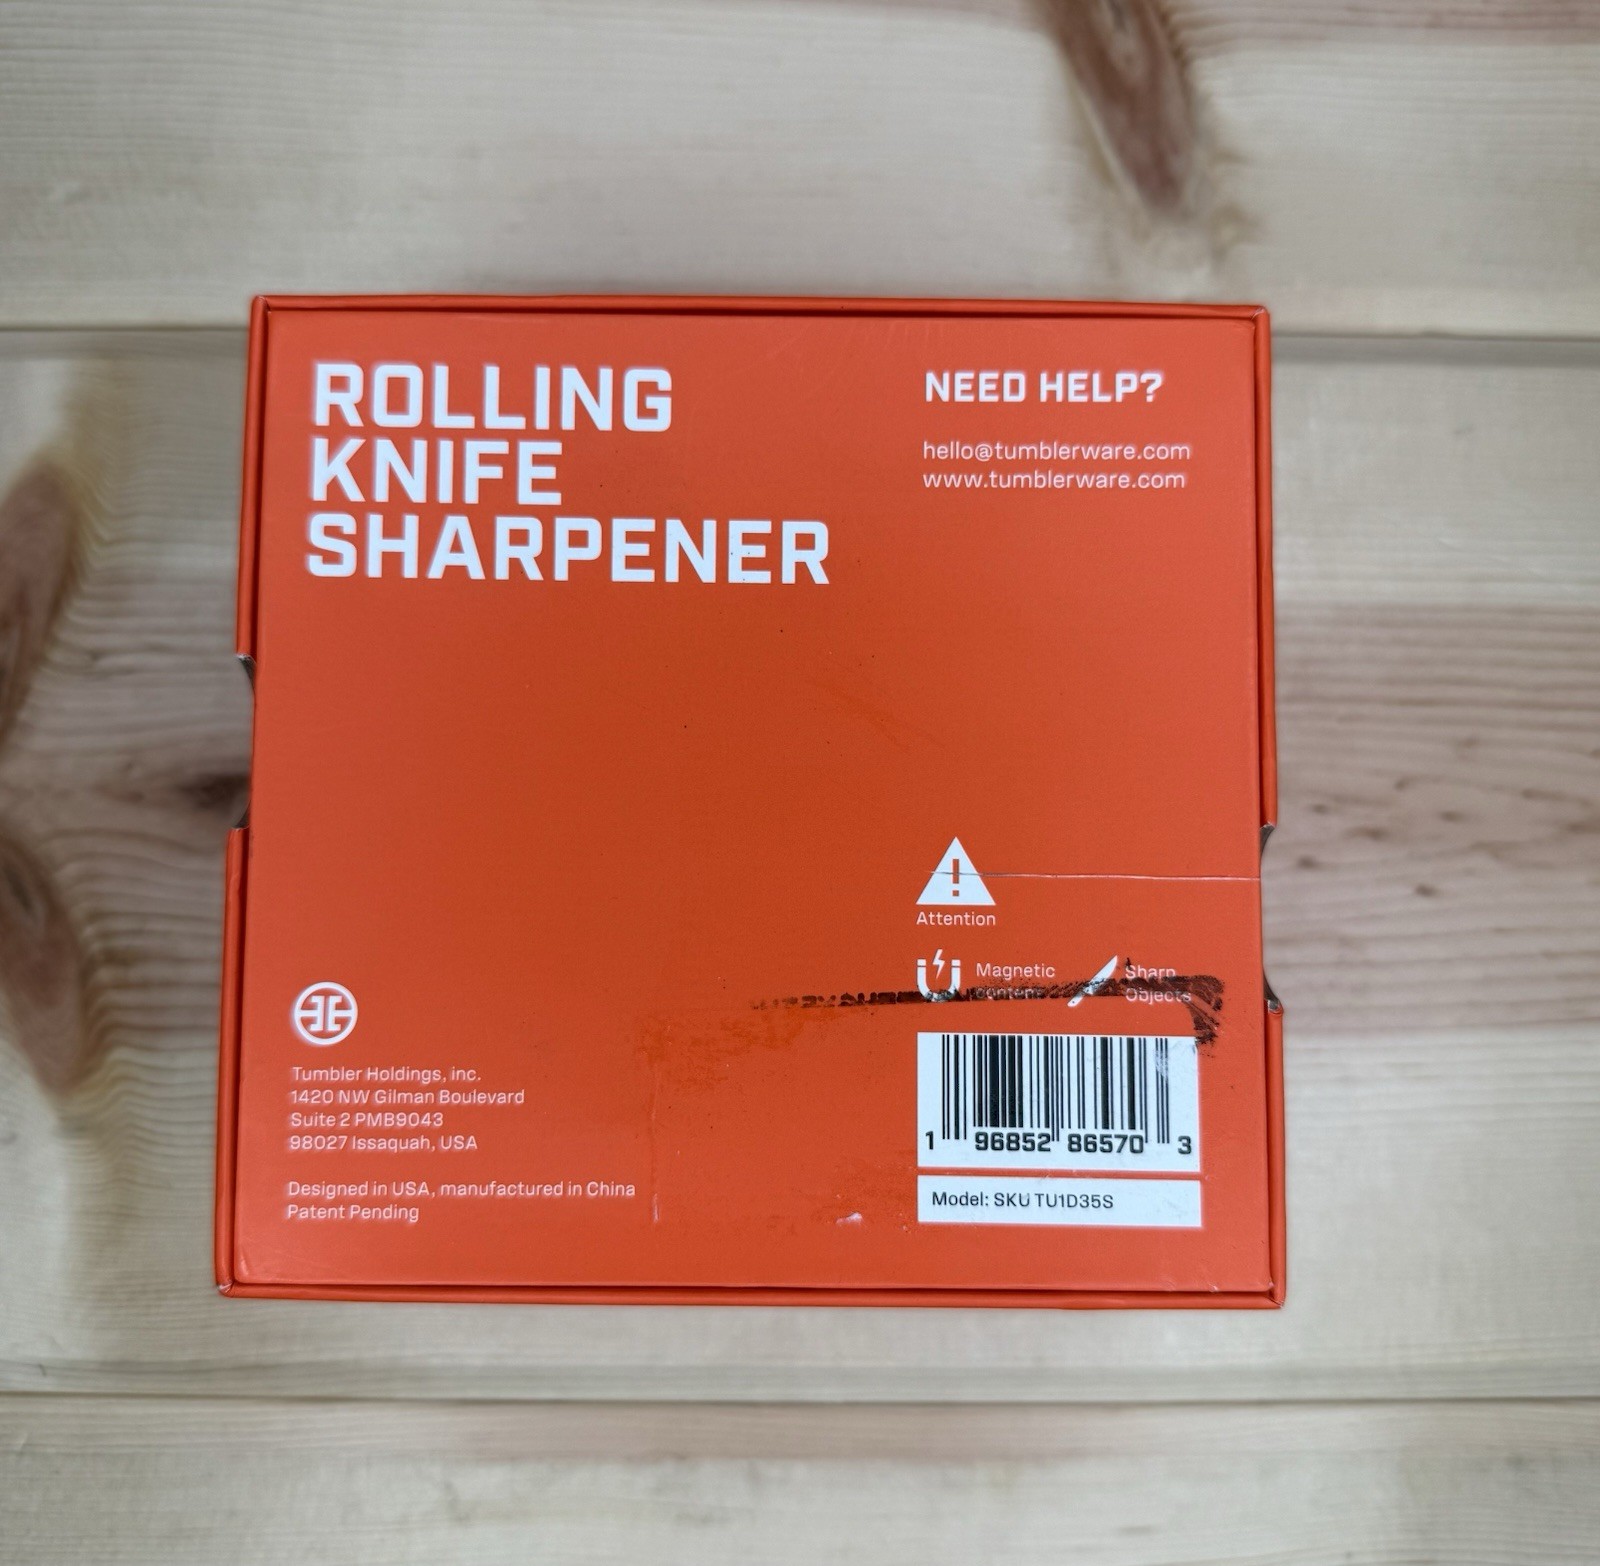 ROLLING
KNIFE
SHARPENER
NEED HELP?
hello@tumblerware.com
www.tumblerware.com
!
Attention
Magnetic
Content
Sharp
Objects
Tumbler Holdings, inc.
1420 NW Gilman Boulevard
Suite 2 PMB9043
98027 Issaquah, USA
Designed in USA, manufactured in China
Patent Pending
1 96852 86570 3
Model: SKU TU1D35S